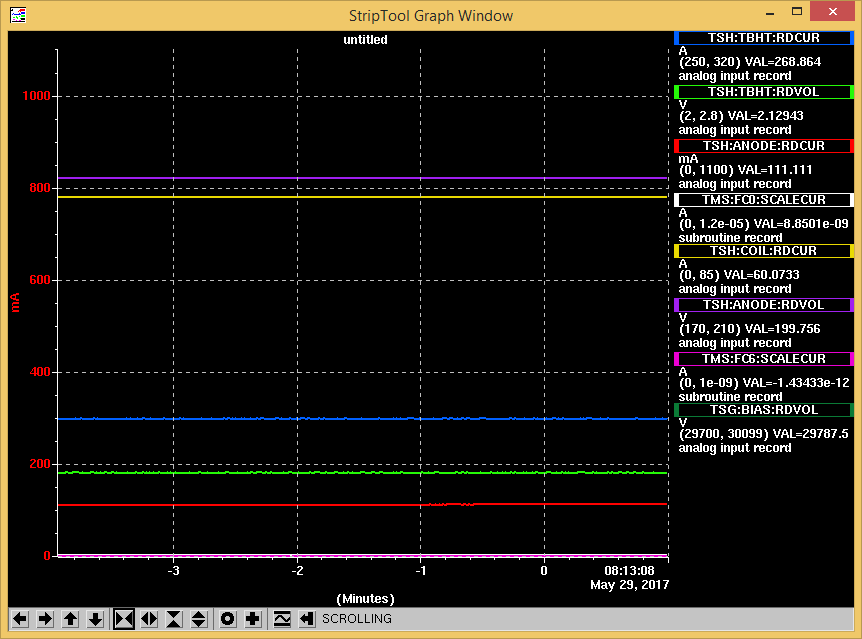 StripTool Graph Window
untitled
1000
800
600
400
200
0
mA
-3
-2
-1
0
08:13:08
May 29, 2017
(Minutes)
TSH:TBHT:RDCUR
A
(250, 320) VAL=268.864
analog input record
TSH:TBHT:RDVOL
V
(2, 2.8) VAL=2.12943
analog input record
TSH:ANODE:RDCUR
mA
(0, 1100) VAL=111.111
analog input record
TMS:FC0:SCALECUR
A
(0, 1.2e-05) VAL=8.8501e-09
subroutine record
TSH:COIL:RDCUR
A
(0, 85) VAL=60.0733
analog input record
TSH:ANODE:RDVOL
V
(170, 210) VAL=199.756
analog input record
TMS:FC6:SCALECUR
A
(0, 1e-09) VAL=-1.43433e-12
subroutine record
TSG:BIAS:RDVOL
V
(29700, 30099) VAL=29787.5
analog input record
SCROLLING